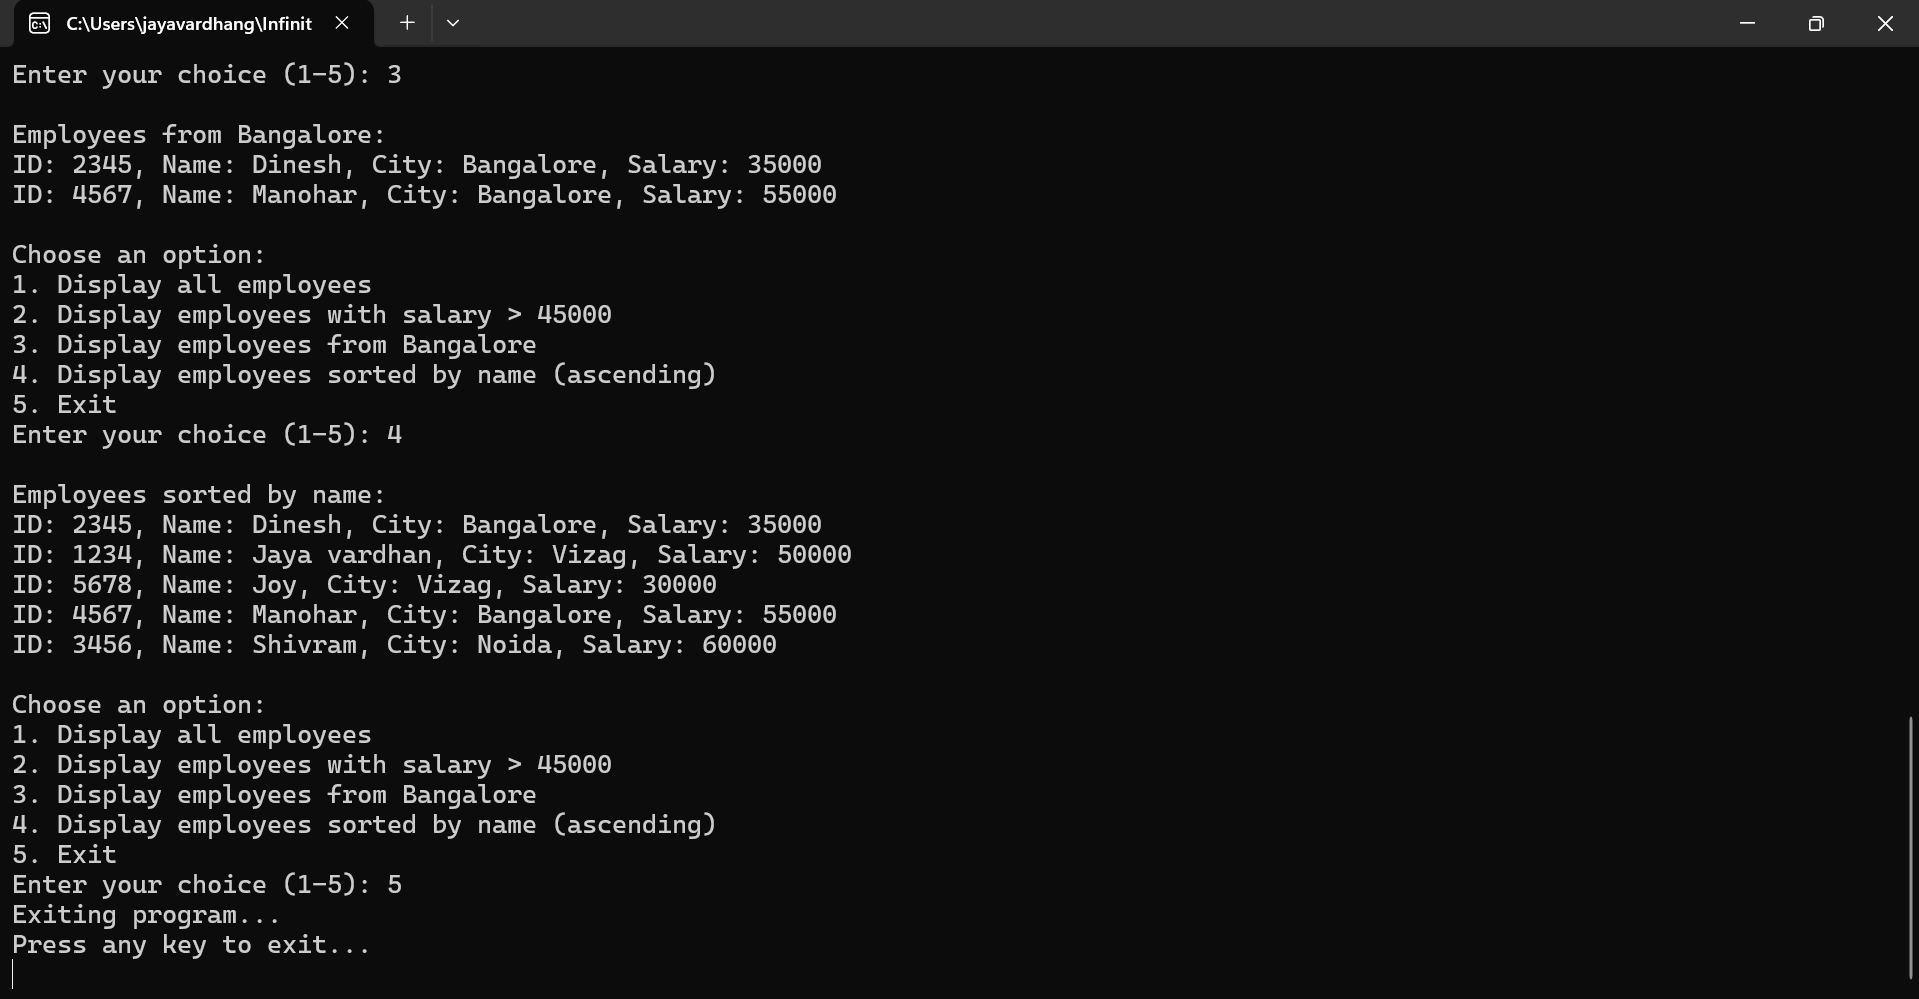 C:\Users\jayavardhang\Infinit
Enter your choice (1-5): 3
Employees from Bangalore:
ID: 2345, Name: Dinesh, City: Bangalore, Salary: 35000
ID: 4567, Name: Manohar, City: Bangalore, Salary: 55000
Choose an option:
1. Display all employees
2. Display employees with salary > 45000
3. Display employees from Bangalore
4. Display employees sorted by name (ascending)
5. Exit
Enter your choice (1-5): 4
Employees sorted by name:
ID: 2345, Name: Dinesh, City: Bangalore, Salary: 35000
ID: 1234, Name: Jaya vardhan, City: Vizag, Salary: 50000
ID: 5678, Name: Joy, City: Vizag, Salary: 30000
ID: 4567, Name: Manohar, City: Bangalore, Salary: 55000
ID: 3456, Name: Shivram, City: Noida, Salary: 60000
Choose an option:
1. Display all employees
2. Display employees with salary > 45000
3. Display employees from Bangalore
4. Display employees sorted by name (ascending)
5. Exit
Enter your choice (1-5): 5
Exiting program...
Press any key to exit...